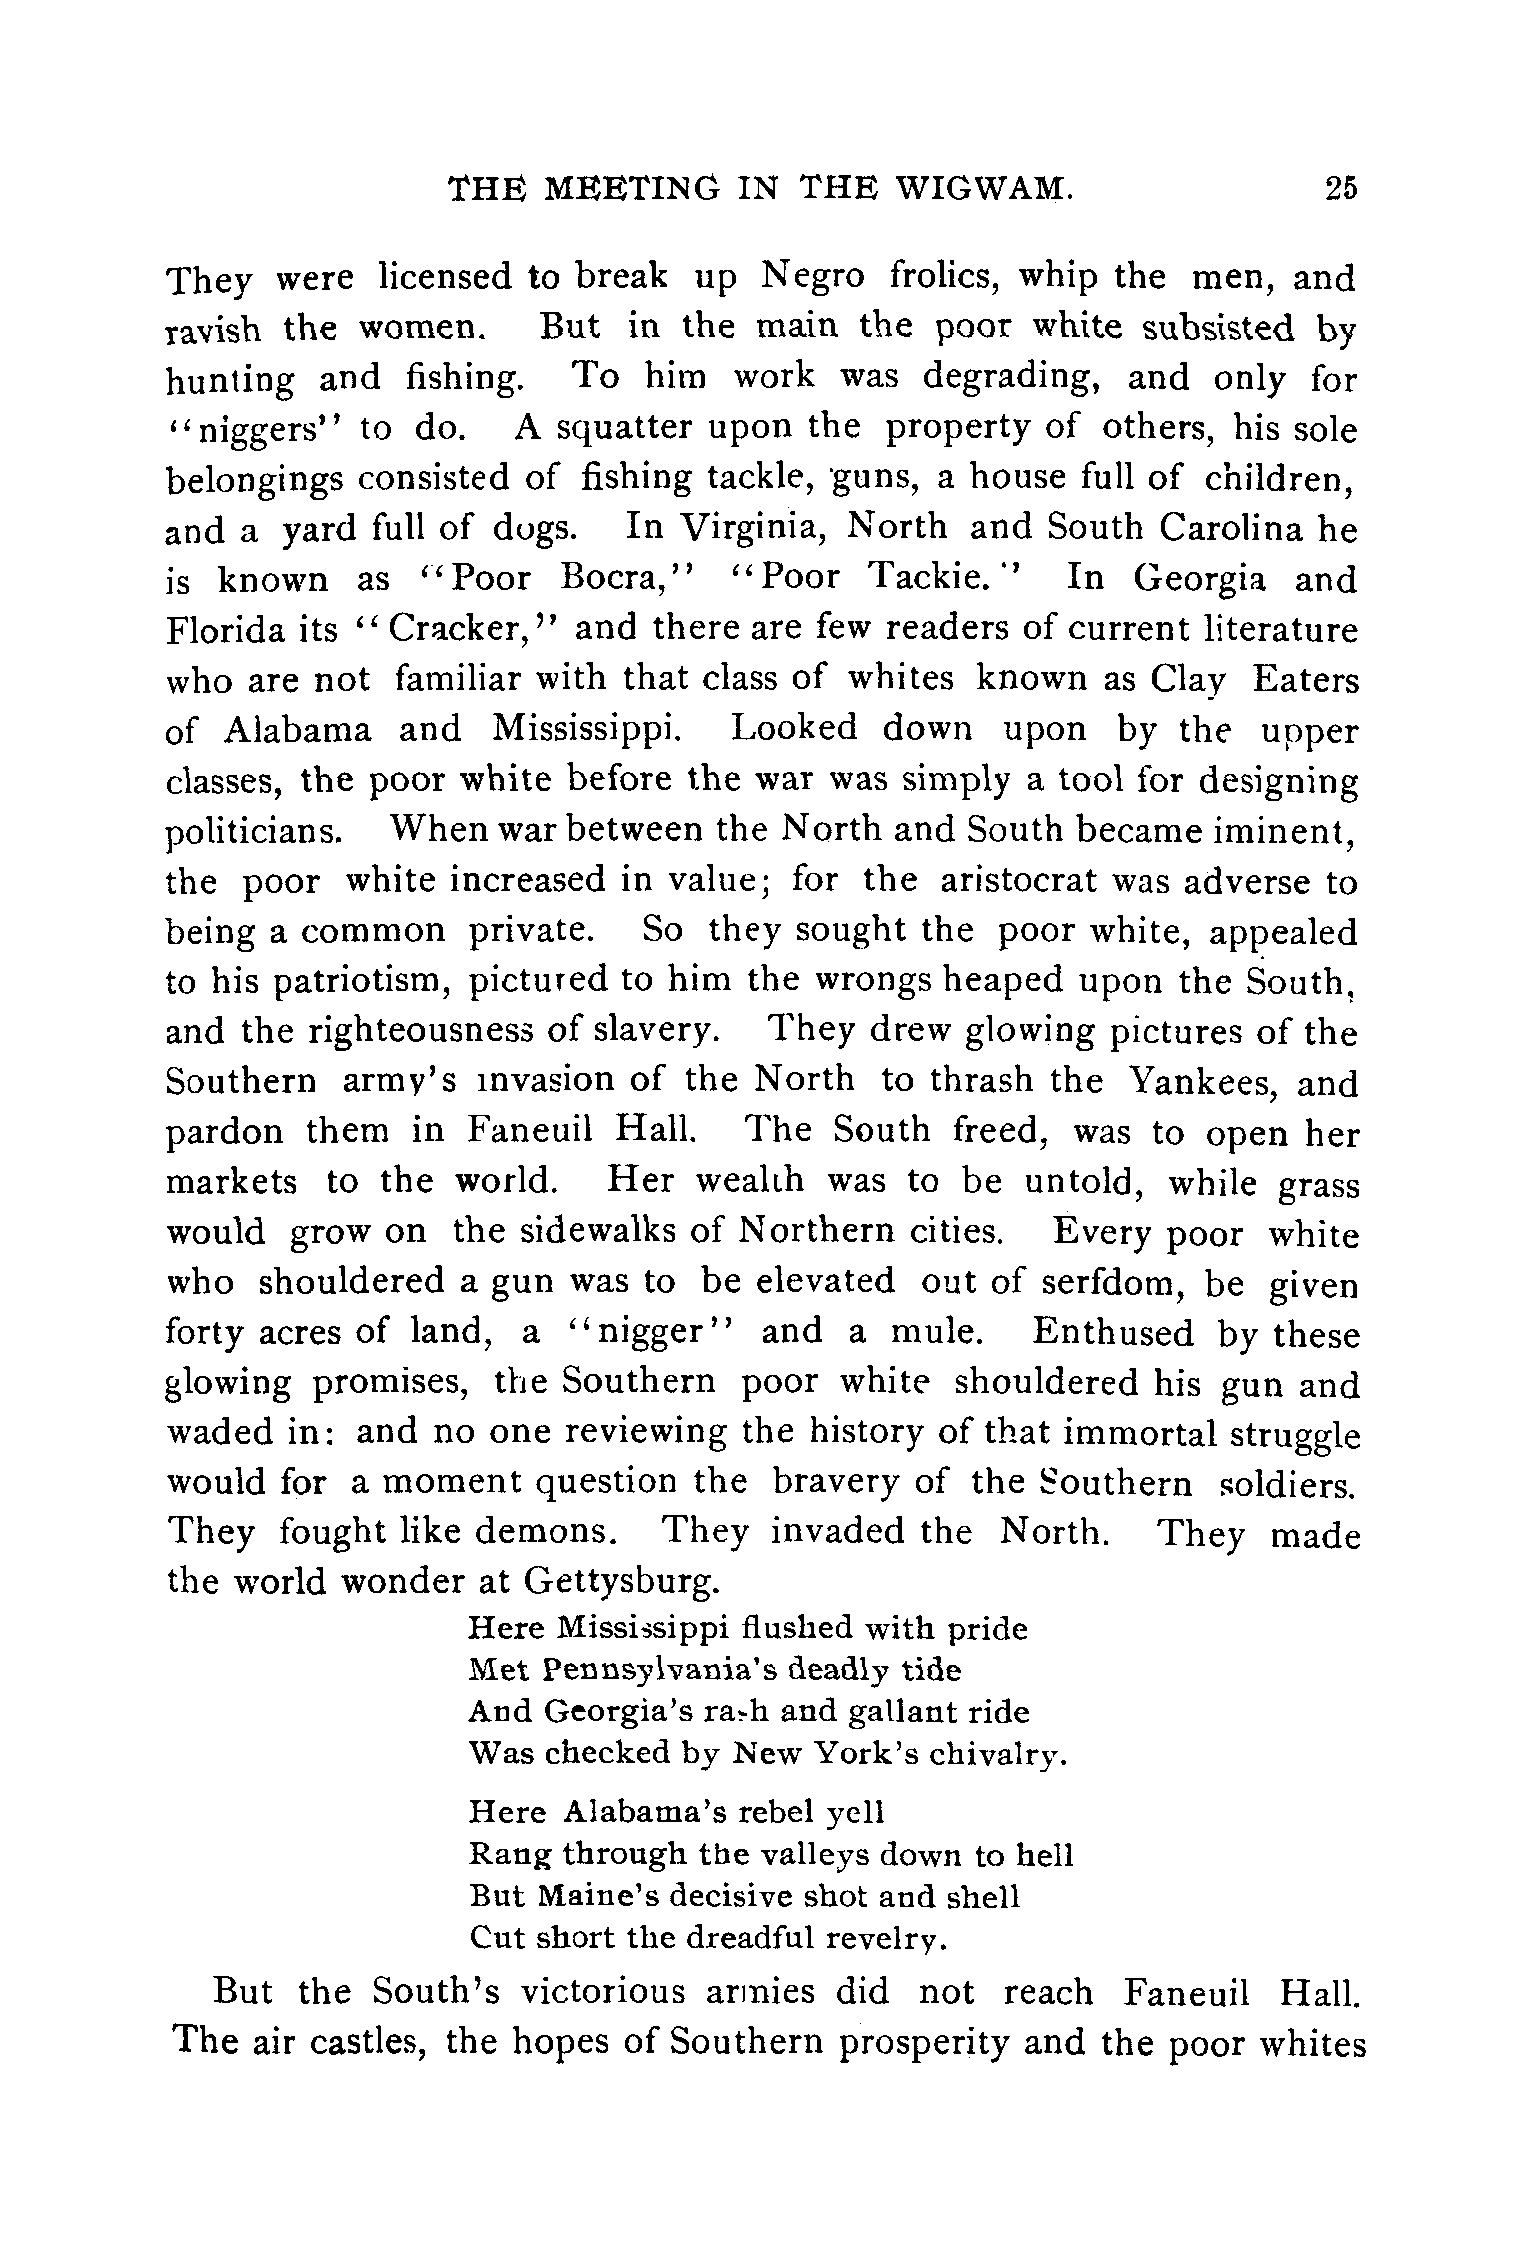 THE MEETING IN THE WIGWAM. 25
They were licensed to break up Negro frolics, whip the men, and
ravish the women. But in the main the poor white subsisted by
hunting and fishing. To him work was degrading, and only for
"niggers" to do. A squatter upon the property of others, his sole
belongings consisted of fishing tackle, guns, a house full of children,
and a yard full of dogs. In Virginia, North and South Carolina he
is known as "Poor Bocra," "Poor Tackie." In Georgia and
Florida its "Cracker," and there are few readers of current literature
who are not familiar with that class of whites known as Clay Eaters
of Alabama and Mississippi. Looked down upon by the upper
classes, the poor white before the war was simply a tool for designing
politicians. When war between the North and South became iminent,
the poor white increased in value; for the aristocrat was adverse to
being a common private. So they sought the poor white, appealed
to his patriotism, pictured to him the wrongs heaped upon the South,
and the righteousness of slavery. They drew glowing pictures of the
Southern army's invasion of the North to thrash the Yankees, and
pardon them in Faneuil Hall. The South freed, was to open her
markets to the world. Her wealth was to be untold, while grass
would grow on the sidewalks of Northern cities. Every poor white
who shouldered a gun was to be elevated out of serfdom, be given
forty acres of land, a "nigger" and a mule. Enthused by these
glowing promises, the Southern poor white shouldered his gun and
waded in: and no one reviewing the history of that immortal struggle
would for a moment question the bravery of the Southern soldiers.
They fought like demons. They invaded the North. They made
the world wonder at Gettysburg.
Here Mississippi flushed with pride
Met Pennsylvania's deadly tide
And Georgia's rash and gallant ride
Was checked by New York's chivalry.
Here Alabama's rebel yell
Rang through the valleys down to hell
But Maine's decisive shot and shell
Cut short the dreadful revelry.
But the South's victorious armies did not reach Faneuil Hall.
The air castles, the hopes of Southern prosperity and the poor whites